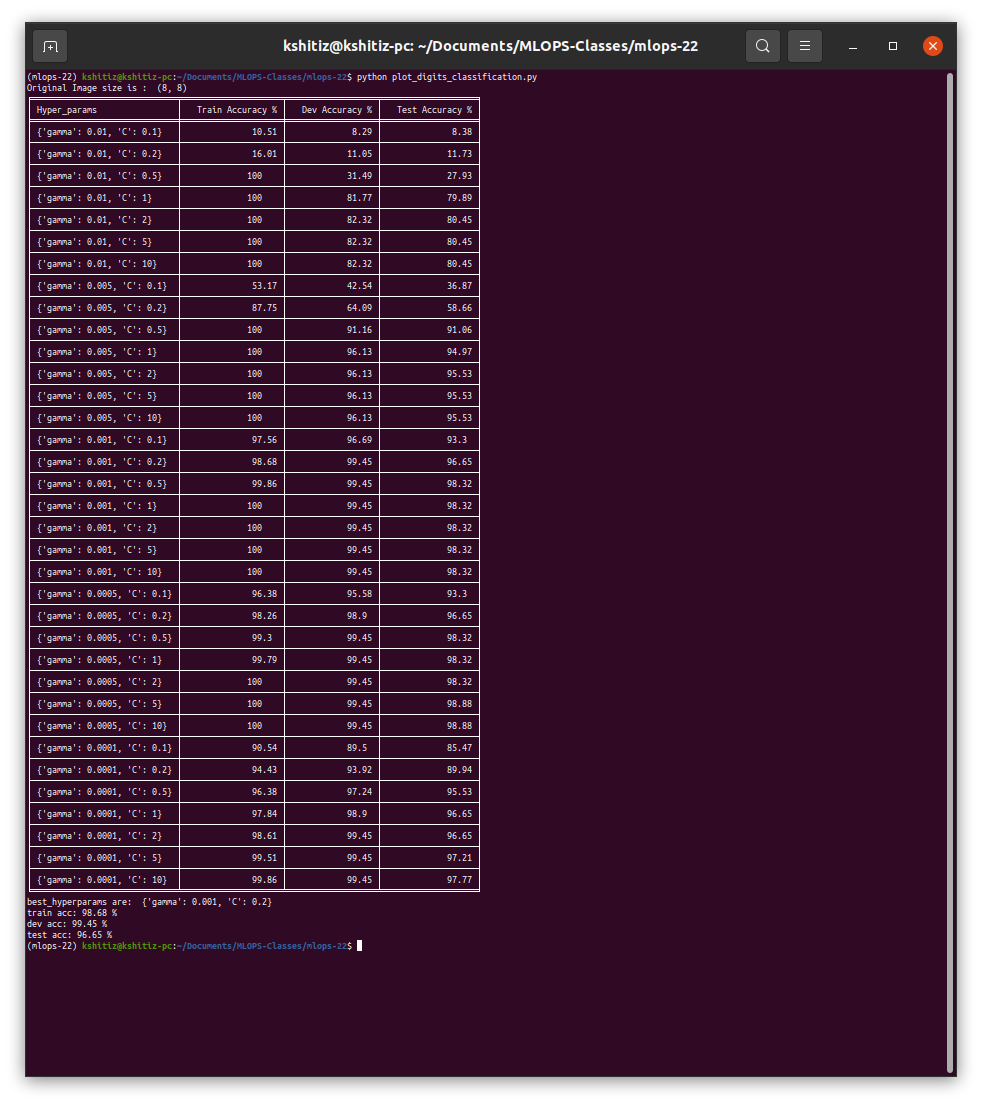 kshitiz@kshitiz-pc: ~/Documents/MLOPS-Classes/mlops-22
(mlops-22) kshitiz@kshitiz-pc:~/Documents/MLOPS-Classes/mlops-22$ python plot_digits_classification.py
Original Image size is :  (8, 8)
Hyper_params Train Accuracy % Dev Accuracy % Test Accuracy %
{'gamma': 0.01, 'C': 0.1} 10.51 8.29 8.38
{'gamma': 0.01, 'C': 0.2} 16.01 11.05 11.73
{'gamma': 0.01, 'C': 0.5} 100 31.49 27.93
{'gamma': 0.01, 'C': 1} 100 81.77 79.89
{'gamma': 0.01, 'C': 2} 100 82.32 80.45
{'gamma': 0.01, 'C': 5} 100 82.32 80.45
{'gamma': 0.01, 'C': 10} 100 82.32 80.45
{'gamma': 0.005, 'C': 0.1} 53.17 42.54 36.87
{'gamma': 0.005, 'C': 0.2} 87.75 64.09 58.66
{'gamma': 0.005, 'C': 0.5} 100 91.16 91.06
{'gamma': 0.005, 'C': 1} 100 96.13 94.97
{'gamma': 0.005, 'C': 2} 100 96.13 95.53
{'gamma': 0.005, 'C': 5} 100 96.13 95.53
{'gamma': 0.005, 'C': 10} 100 96.13 95.53
{'gamma': 0.001, 'C': 0.1} 97.56 96.69 93.3
{'gamma': 0.001, 'C': 0.2} 98.68 99.45 96.65
{'gamma': 0.001, 'C': 0.5} 99.86 99.45 98.32
{'gamma': 0.001, 'C': 1} 100 99.45 98.32
{'gamma': 0.001, 'C': 2} 100 99.45 98.32
{'gamma': 0.001, 'C': 5} 100 99.45 98.32
{'gamma': 0.001, 'C': 10} 100 99.45 98.32
{'gamma': 0.0005, 'C': 0.1} 96.38 95.58 93.3
{'gamma': 0.0005, 'C': 0.2} 98.26 98.9 96.65
{'gamma': 0.0005, 'C': 0.5} 99.3 99.45 98.32
{'gamma': 0.0005, 'C': 1} 99.79 99.45 98.32
{'gamma': 0.0005, 'C': 2} 100 99.45 98.32
{'gamma': 0.0005, 'C': 5} 100 99.45 98.88
{'gamma': 0.0005, 'C': 10} 100 99.45 98.88
{'gamma': 0.0001, 'C': 0.1} 90.54 89.5 85.47
{'gamma': 0.0001, 'C': 0.2} 94.43 93.92 89.94
{'gamma': 0.0001, 'C': 0.5} 96.38 97.24 95.53
{'gamma': 0.0001, 'C': 1} 97.84 98.9 96.65
{'gamma': 0.0001, 'C': 2} 98.61 99.45 96.65
{'gamma': 0.0001, 'C': 5} 99.51 99.45 97.21
{'gamma': 0.0001, 'C': 10} 99.86 99.45 97.77
best_hyperparams are:  {'gamma': 0.001, 'C': 0.2}
train acc: 98.68 %
dev acc: 99.45 %
test acc: 96.65 %
(mlops-22) kshitiz@kshitiz-pc:~/Documents/MLOPS-Classes/mlops-22$